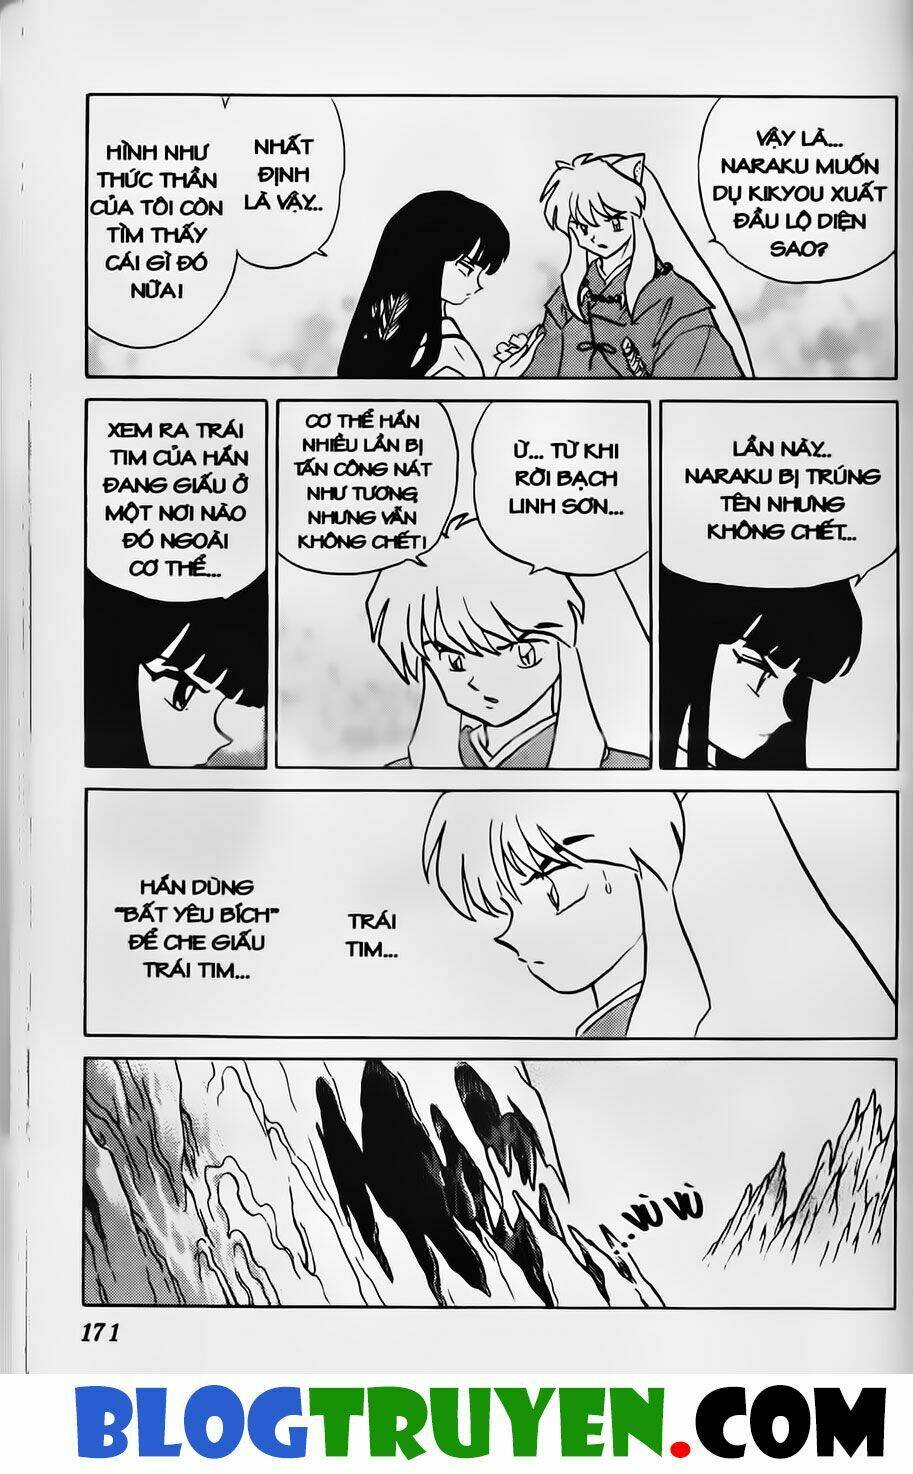 VẬY LÀ...
NARAKU MUỐN
DỤ KIKYOU XUẤT
ĐẦU LỘ DIỆN
SAO?
NHẤT
ĐỊNH
LÀ VẬY...
HÌNH NHƯ
THỨC THẦN
CỦA TÔI CÒN
TÌM THẤY
CÁI GÌ ĐÓ
NỮA!
LẦN NÀY...
NARAKU BỊ TRÚNG
TÊN NHƯNG
KHÔNG CHẾT...
Ừ... TỪ KHI
RỜI BẠCH
LINH SƠN...
CƠ THỂ HẮN
NHIỀU LẦN BỊ
TẤN CÔNG NÁT
NHƯ TƯƠNG,
NHƯNG VẪN
KHÔNG CHẾT!
XEM RA TRÁI
TIM CỦA HẮN
ĐANG GIẤU Ở
MỘT NƠI NÀO
ĐÓ NGOÀI
CƠ THỂ...
TRÁI
TIM...
HẮN DÙNG
"BẤT YÊU BÍCH"
ĐỂ CHE GIẤU
TRÁI TIM...
...VÙ VÙ
171
BLOGTRUYEN.COM